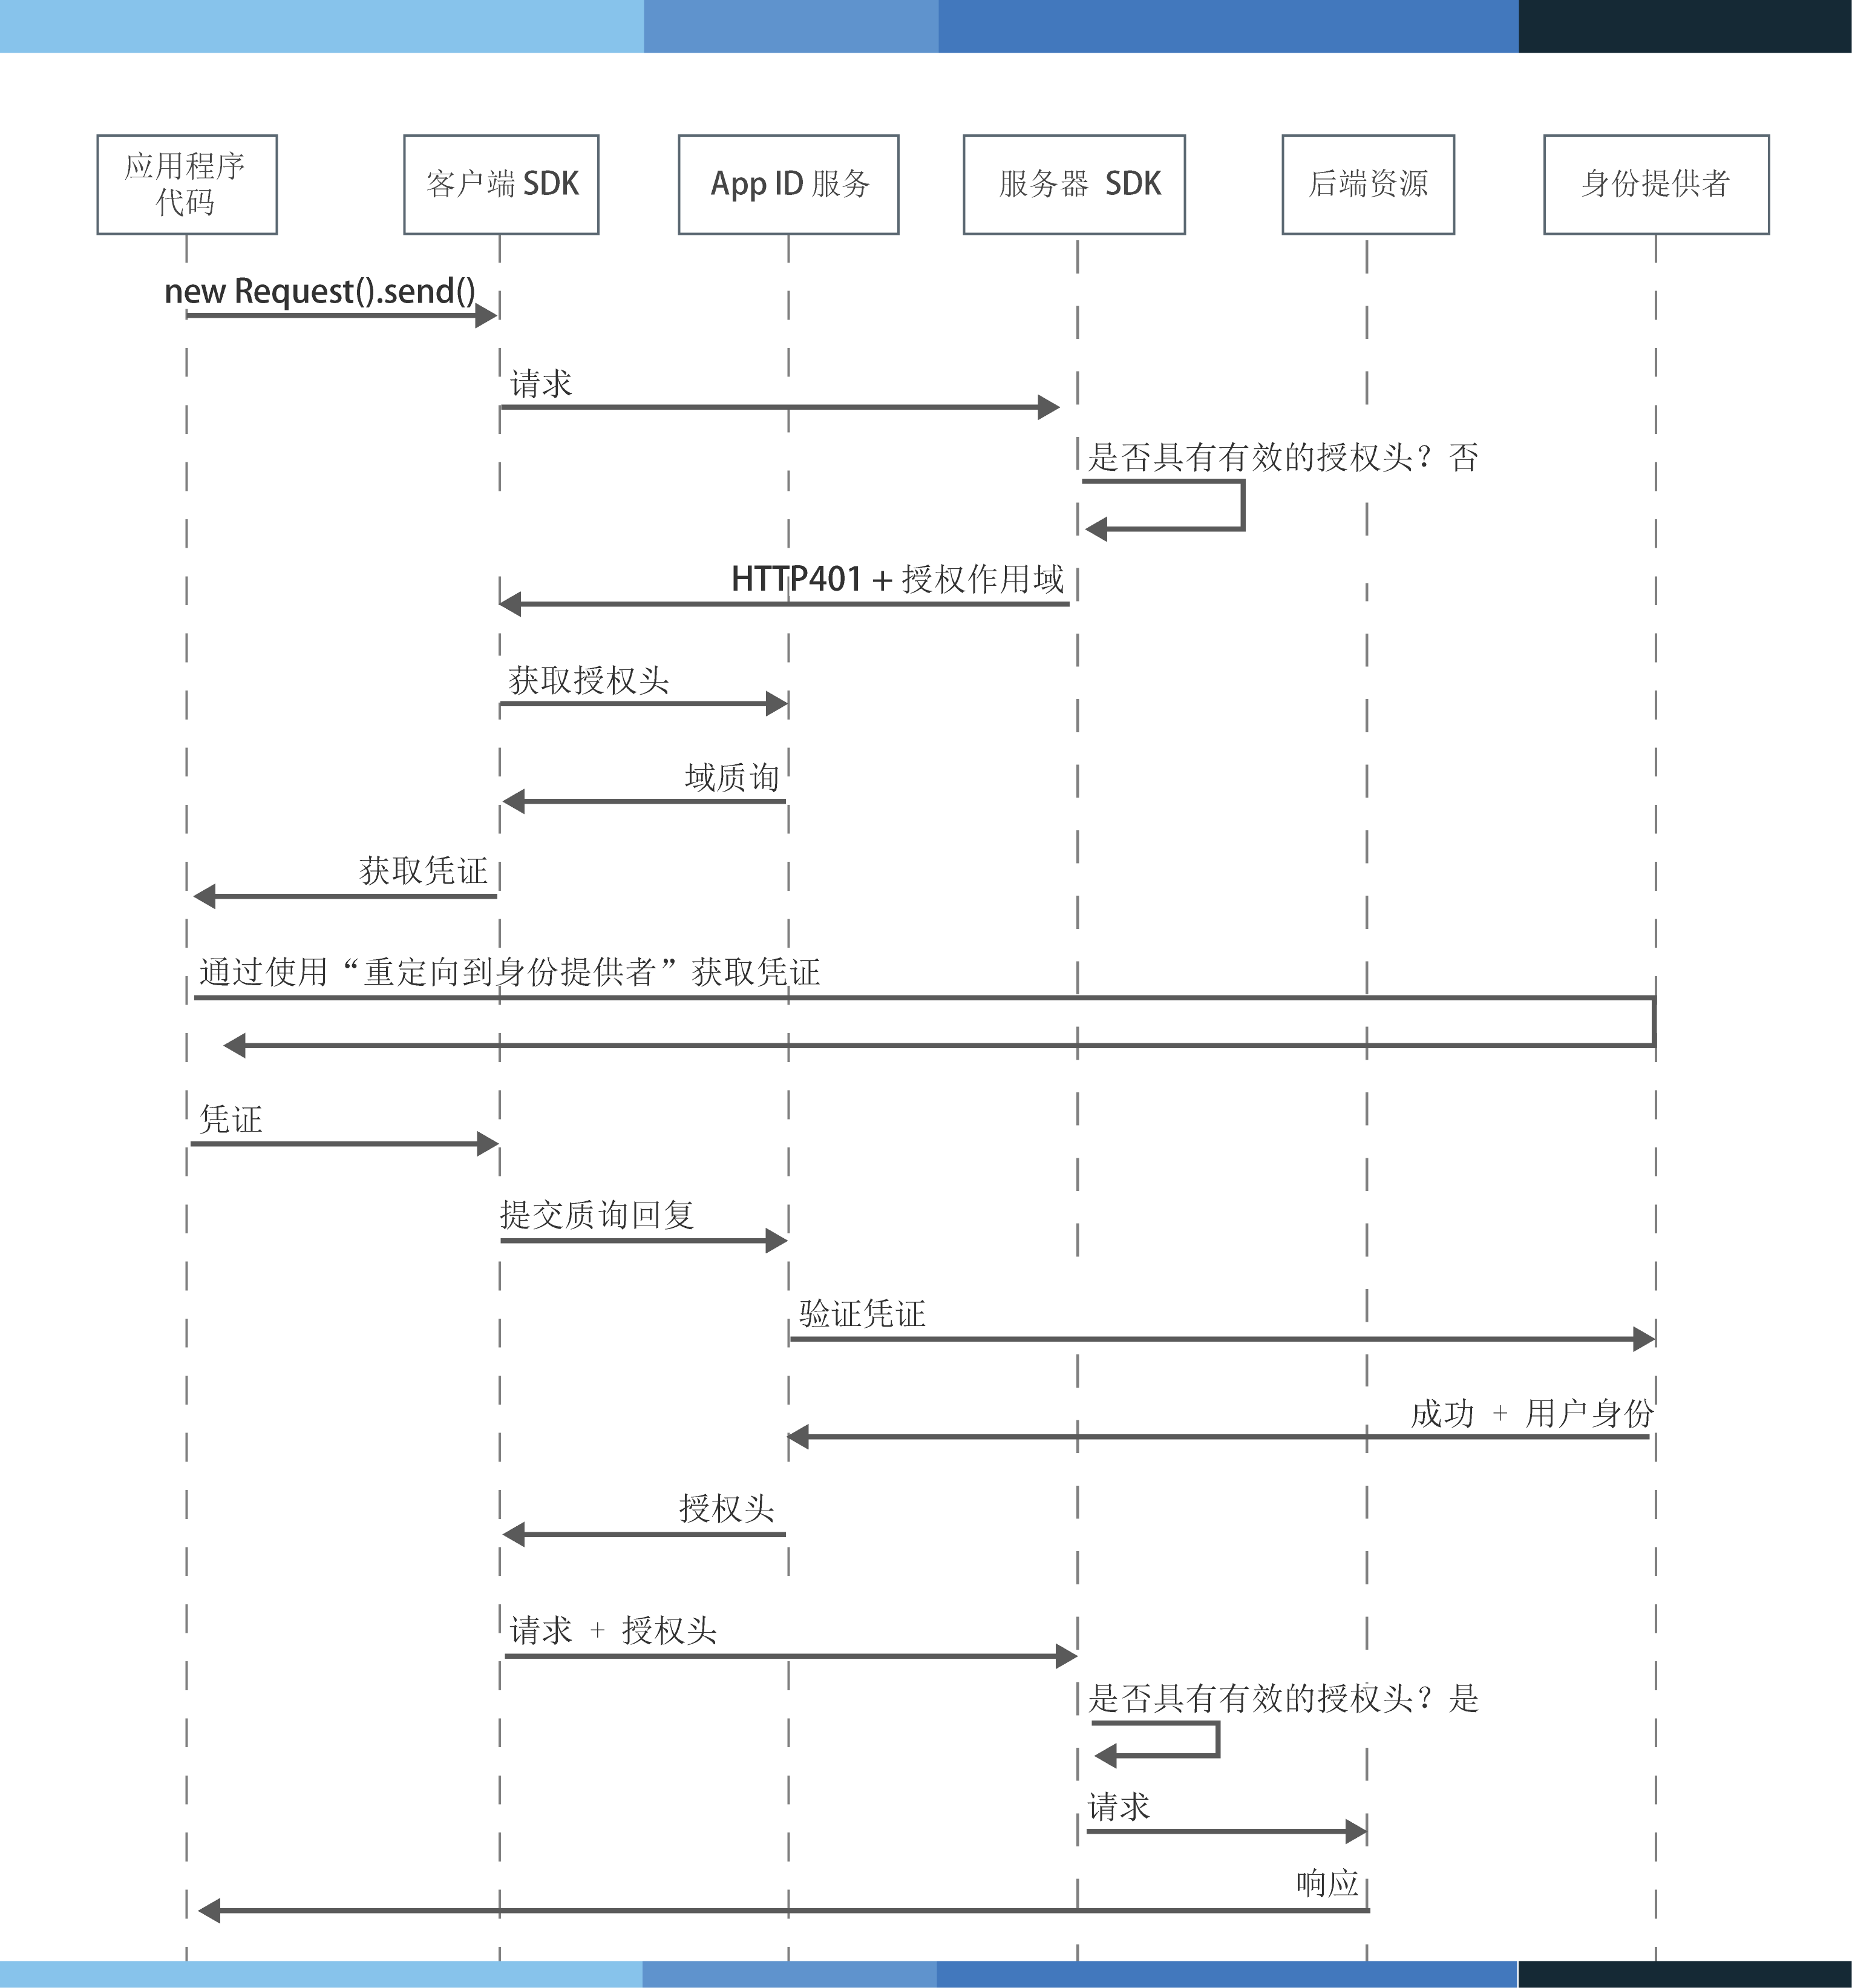 应用程序
代码
客户端 SDK
App ID 服务
服务器 SDK
后端资源
身份提供者
new Request().send()
请求
是否具有有效的授权头？否
HTTP401 + 授权作用域
获取授权头
域质询
获取凭证
通过使用“重定向到身份提供者”获取凭证
凭证
提交质询回复
验证凭证
成功 + 用户身份
授权头
请求 + 授权头
是否具有有效的授权头？是
请求
响应